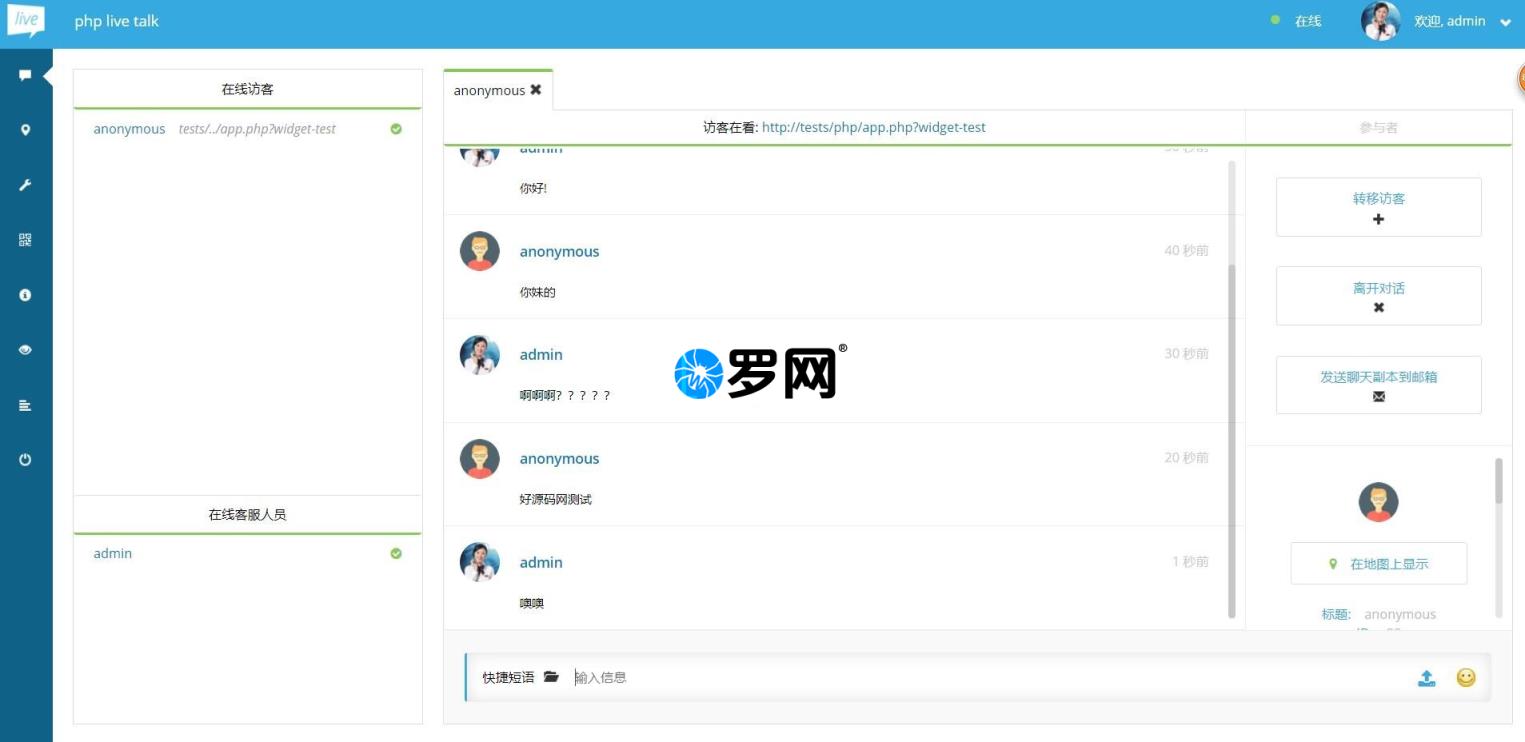 live
php live talk
在线
欢迎, admin
在线访客
anonymous tests/../app.php?widget-test
在线客服人员
admin
anonymous
访客在看: http://tests/php/app.php?widget-test
参与者
admin
你好!
anonymous 40 秒前
你妹的
admin 30 秒前
啊啊啊? ? ? ? ?
罗网®
anonymous 20 秒前
好源码网测试
admin 1 秒前
噢噢
快捷短语 输入信息
转移访客
离开对话
发送聊天副本到邮箱
在地图上显示
标题: anonymous